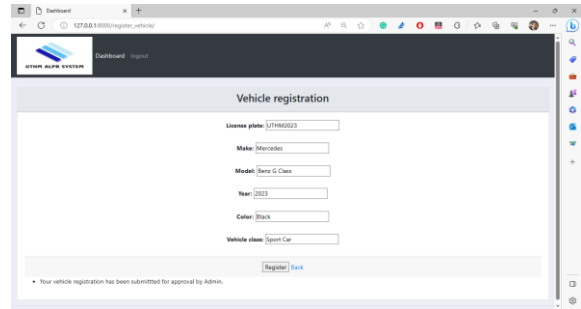 Dashboard
127.0.0.1:8000/register_vehicle/
UTHM ALPR SYSTEM
Dashboard logout
Vehicle registration
License plate: UTHM2023
Make: Mercedes
Model: Benz G Class
Year: 2023
Color: Black
Vehicle class: Sport Car
Register Back
Your vehicle registration has been submittted for approval by Admin.